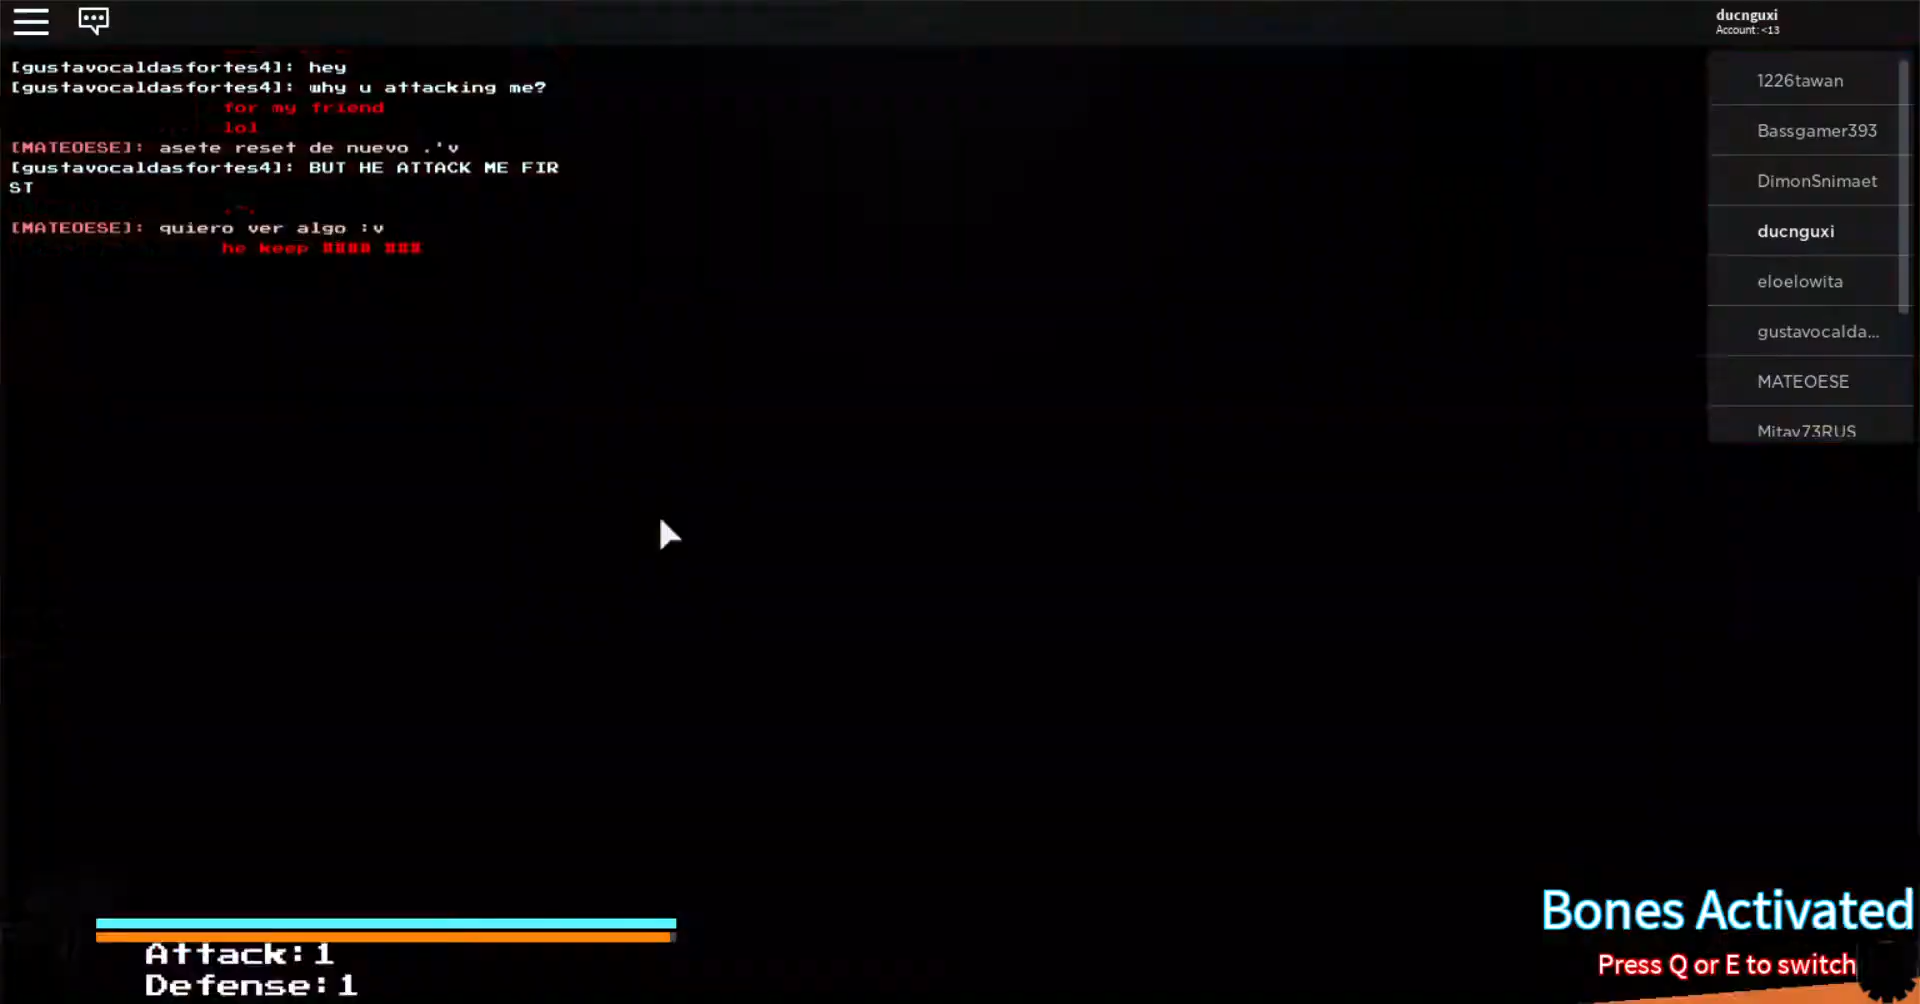 ducnguxi
Account: <13
[gustavocaldasfortes4]: hey
[gustavocaldasfortes4]: why u attacking me?
for my friend
lol
[MATEOESE]: asete reset de nuevo .'v
[gustavocaldasfortes4]: BUT HE ATTACK ME FIR
ST
.~.
[MATEOESE]: quiero ver algo :v
he keep #### ###
1226tawan
Bassgamer393
DimonSnimaet
ducnguxi
eloelowita
gustavocalda...
MATEOESE
Mitay73RUS
Attack:1
Defense:1
Bones Activated
Press Q or E to switch